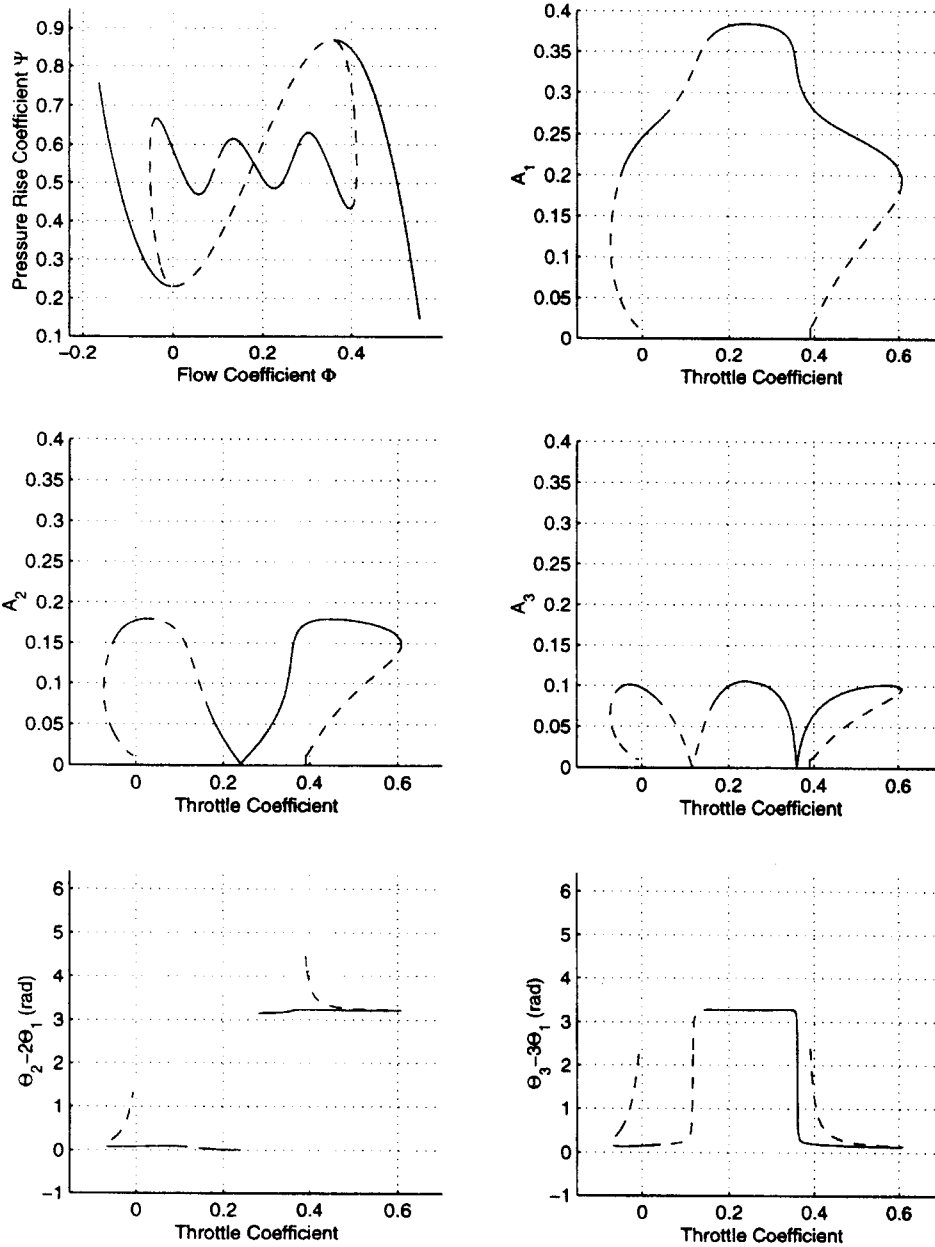 Pressure Rise Coefficient Ψ
0.9
0.8
0.7
0.6
0.5
0.4
0.3
0.2
0.1
−0.2 0 0.2 0.4
Flow Coefficient Φ
A1
0.4
0.35
0.3
0.25
0.2
0.15
0.1
0.05
0
0 0.2 0.4 0.6
Throttle Coefficient
A2
0.4
0.35
0.3
0.25
0.2
0.15
0.1
0.05
0
0 0.2 0.4 0.6
Throttle Coefficient
A3
0.4
0.35
0.3
0.25
0.2
0.15
0.1
0.05
0
0 0.2 0.4 0.6
Throttle Coefficient
Θ2−2Θ1 (rad)
6
5
4
3
2
1
0
−1
0 0.2 0.4 0.6
Throttle Coefficient
Θ3−3Θ1 (rad)
6
5
4
3
2
1
0
−1
0 0.2 0.4 0.6
Throttle Coefficient